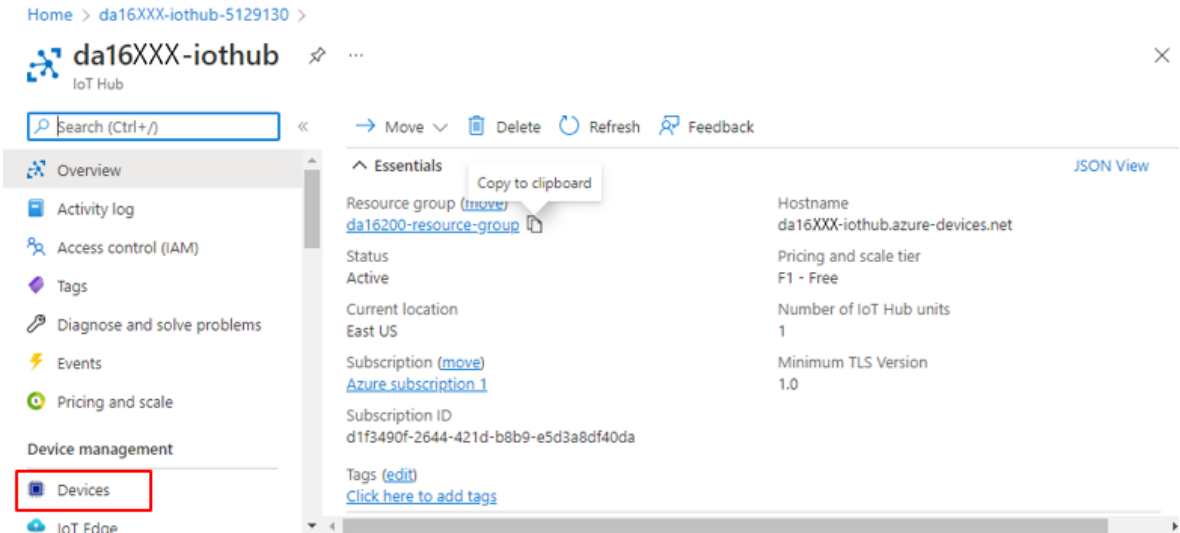 Home > da16XXX-iothub-5129130 >
da16XXX-iothub
IoT Hub
Search (Ctrl+/)
Overview
Activity log
Access control (IAM)
Tags
Diagnose and solve problems
Events
Pricing and scale
Device management
Devices
IoT Edge
Move
Delete
Refresh
Feedback
Essentials
JSON View
Copy to clipboard
Resource group (move)
da16200-resource-group
Status
Active
Current location
East US
Subscription (move)
Azure subscription 1
Subscription ID
d1f3490f-2644-421d-b8b9-e5d3a8df40da
Tags (edit)
Click here to add tags
Hostname
da16XXX-iothub.azure-devices.net
Pricing and scale tier
F1 - Free
Number of IoT Hub units
1
Minimum TLS Version
1.0